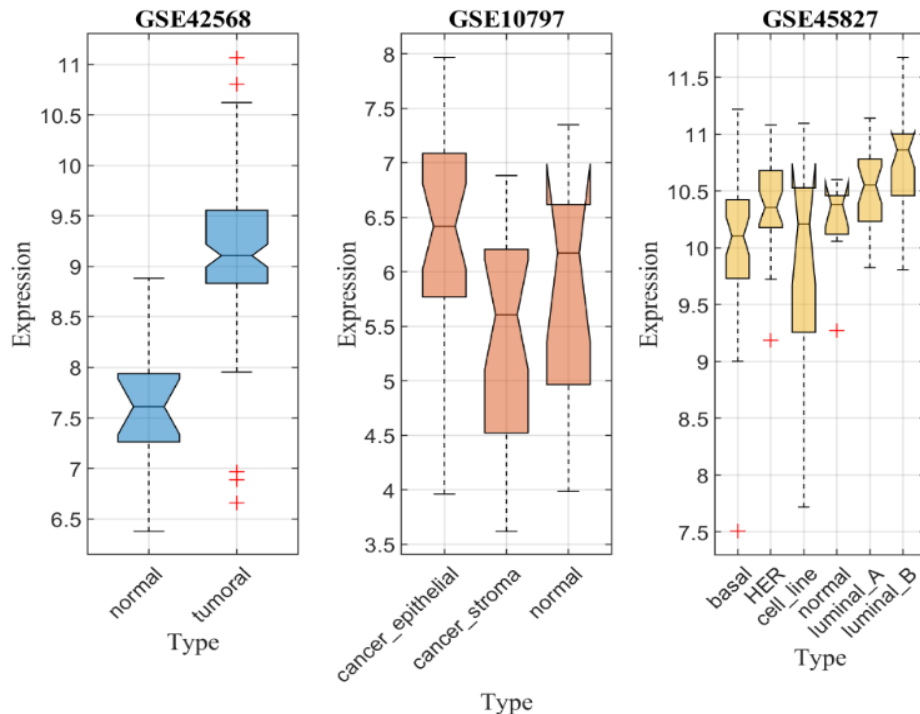 GSE42568
11
10.5
10
9.5
9
8.5
8
7.5
7
6.5
Expression
normal
tumoral
Type
GSE10797
8
7.5
7
6.5
6
5.5
5
4.5
4
3.5
Expression
cancer_epithelial
cancer_stroma
normal
Type
GSE45827
11.5
11
10.5
10
9.5
9
8.5
8
7.5
Expression
basal
HER
cell_line
normal
luminal_A
luminal_B
Type